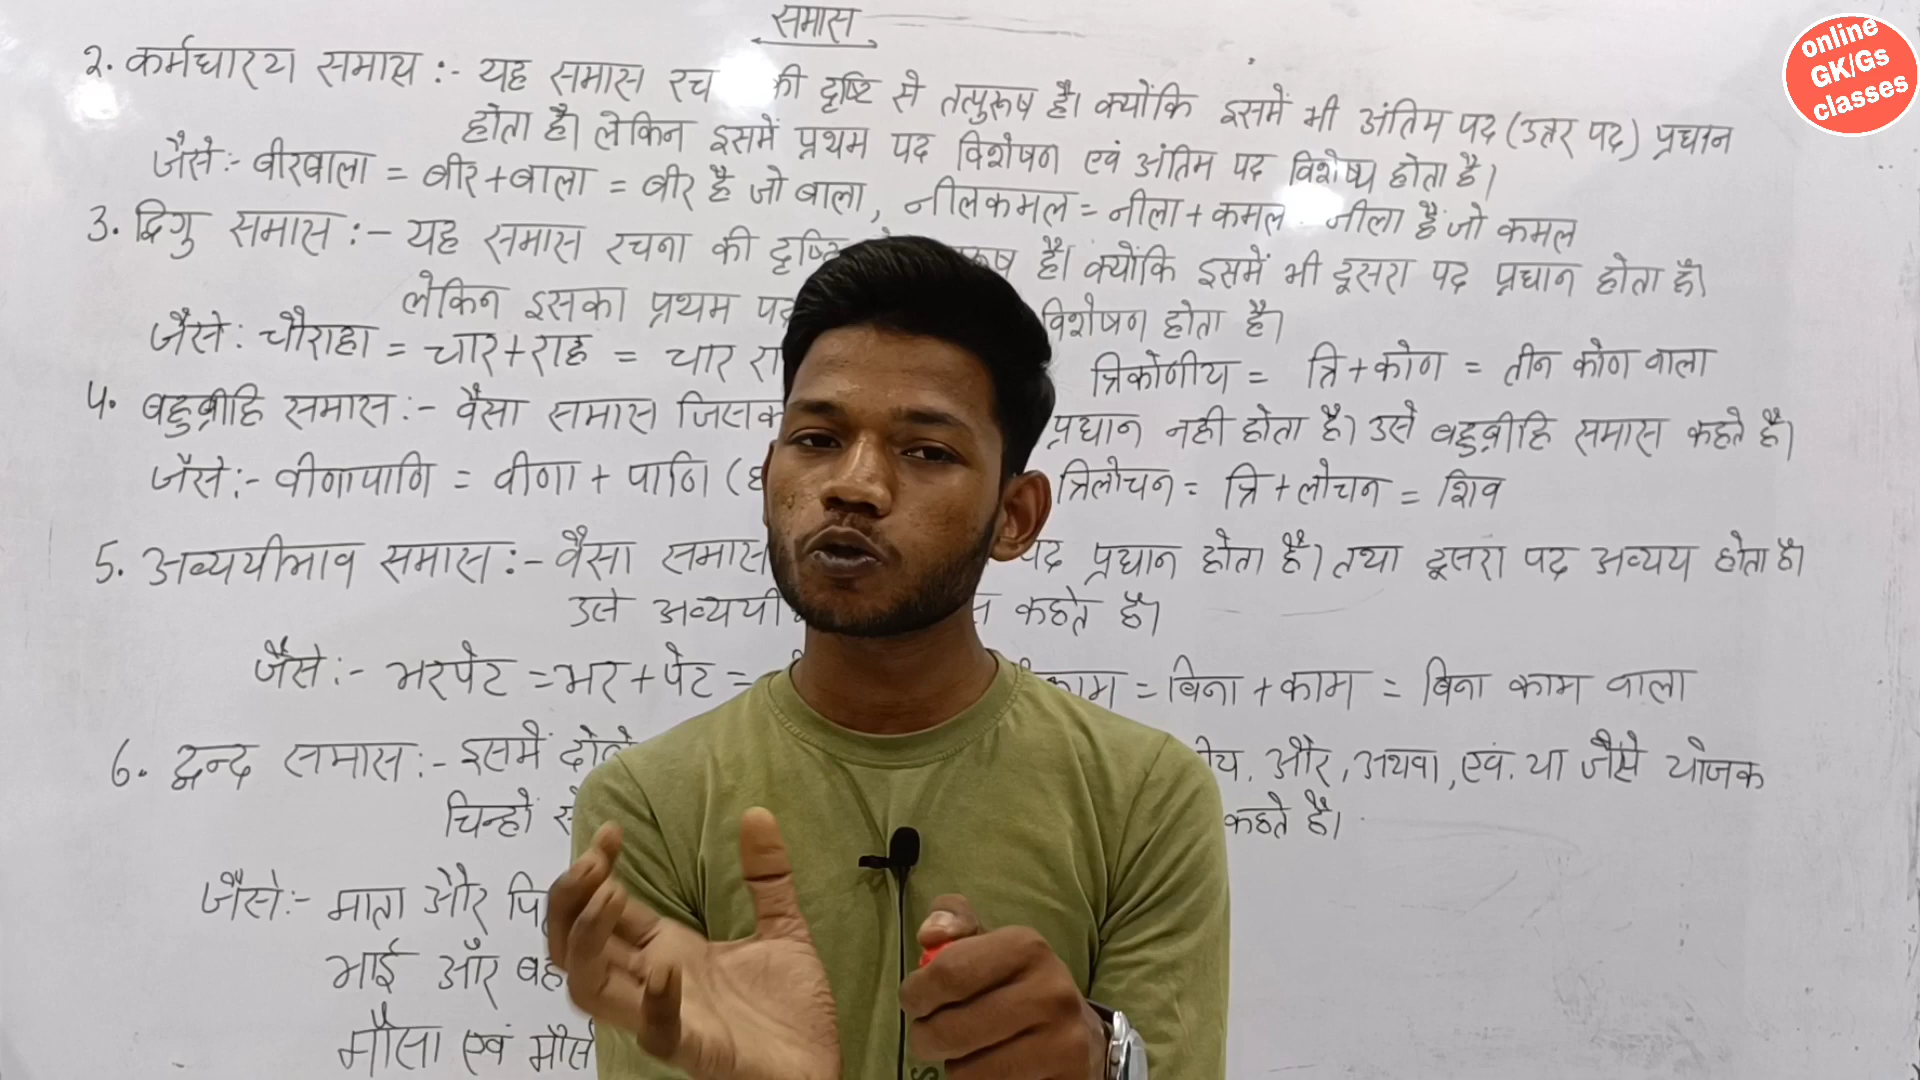 समास
online
GK/Gs
classes
२. कर्मधारय समास :- यह समास रच की दृष्टि से तत्पुरूष है। क्योंकि इसमें भी अंतिम पद (उत्तर पद) प्रधान
होता है। लेकिन इसमें प्रथम पद विशेषण एवं अंतिम पद विशेष्य होता है।
जैसे:- वीरबाला = वीर+बाला = वीर है जो बाला, नीलकमल = नीला+कमल नीला है जो कमल
3. द्विगु समास :- यह समास रचना की दृष्टि है। क्योंकि इसमें भी दूसरा पद प्रधान होता है।
लेकिन इसका प्रथम पद विशेषण होता है।
जैसे: चौराहा = चार+राह = चार त्रिकोणीय = त्रि+कोण = तीन कोण वाला
4. बहुब्रीहि समास:- वैसा समास जिसक प्रधान नही होता है। उसे बहुब्रीहि समास कहते है।
जैसे:- वीणापाणि = वीणा + पाणि त्रिलोचन = त्रि+लोचन = शिव
5. अव्ययीभाव समास:- वैसा समास पद प्रधान होता है। तथा दूसरा पद अव्यय होता है।
उसे अव्ययी कहते है।
जैसे:- भरपेट = भर+पेट = = बिना+काम = बिना काम वाला
6. द्वन्द समास:- इसमें और, अथवा, एवं. या जैसे योजक
चिन्हो से कहते है।
जैसे:- माता और
भाई और
मौसा एवं